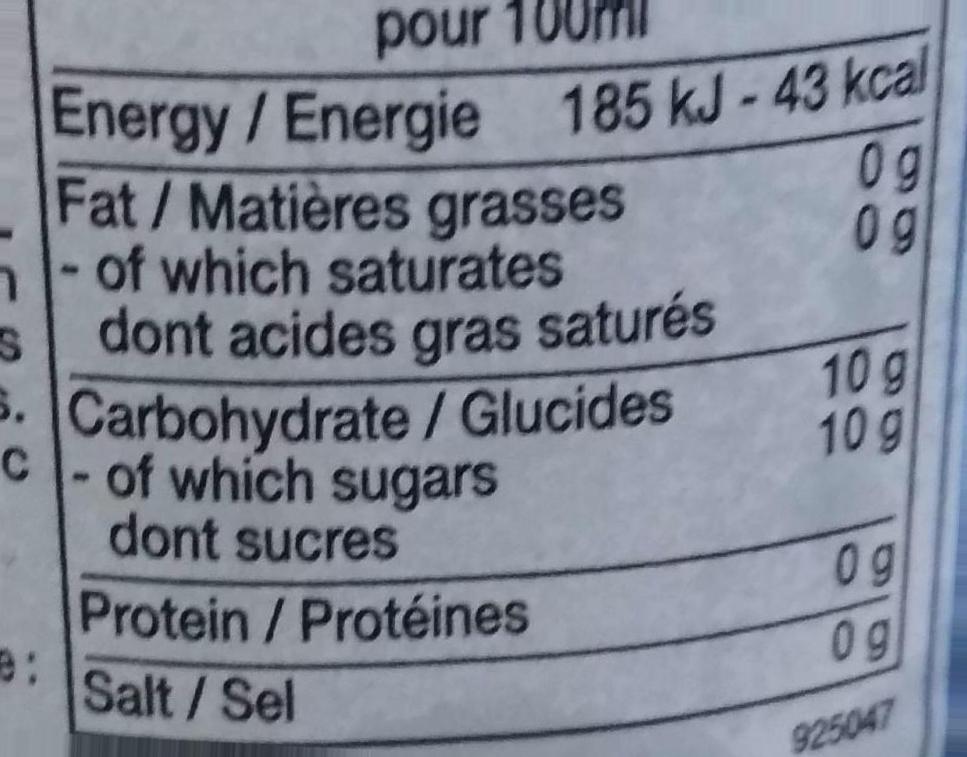 pour 100ml
Energy / Energie 185 kJ - 43 kcal
Fat / Matières grasses 0 g
- of which saturates 0 g
dont acides gras saturés
Carbohydrate / Glucides 10 g
- of which sugars 10 g
dont sucres
Protein / Protéines 0 g
Salt / Sel 0 g
925047